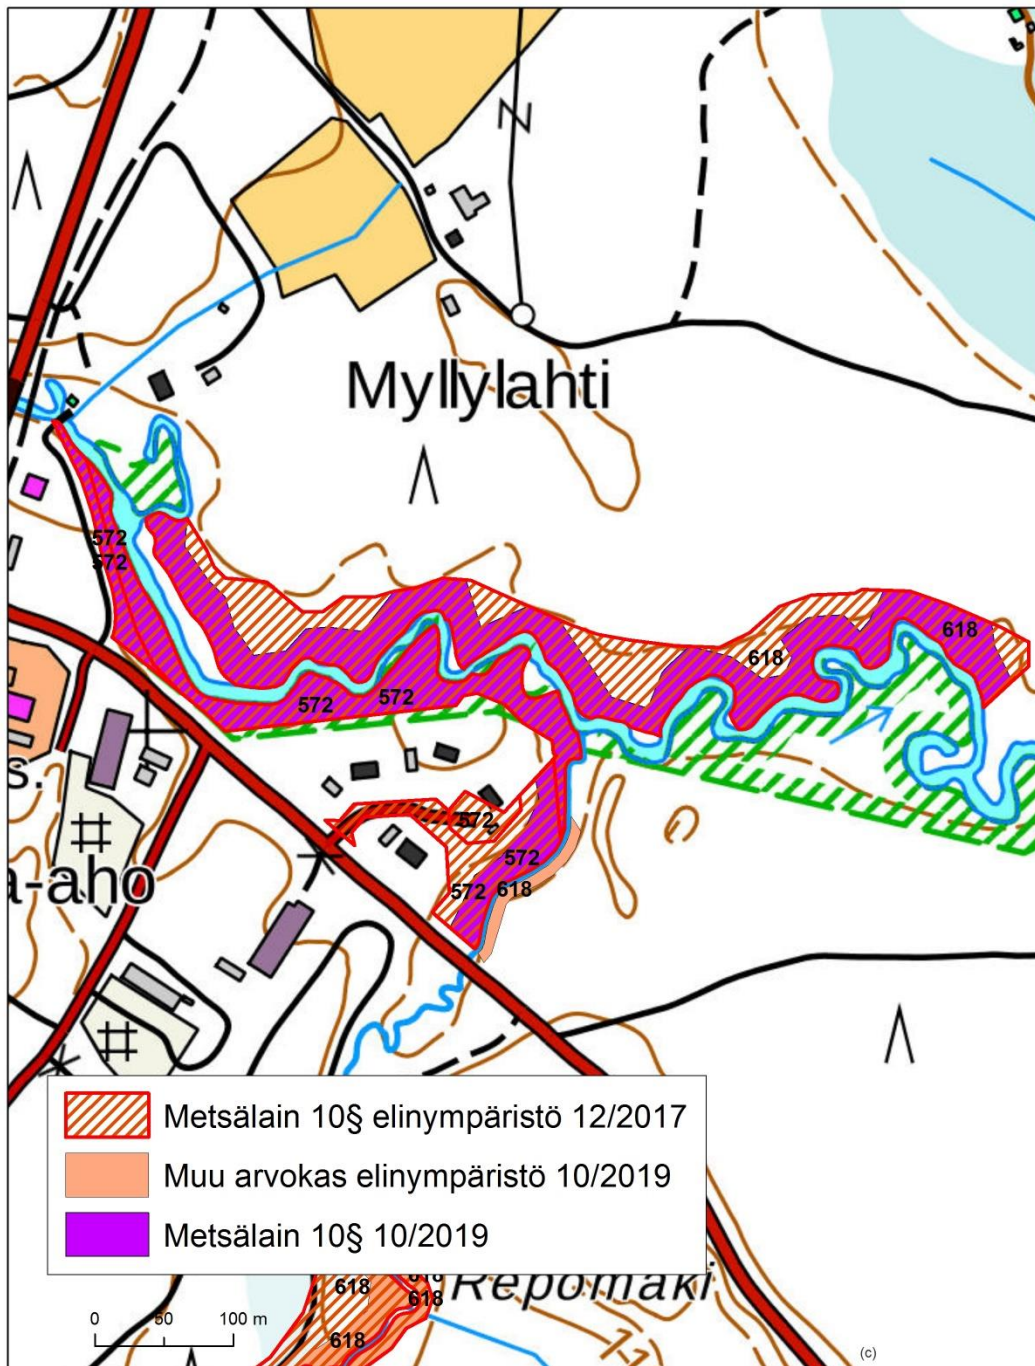 Myllylahti
572
572
618
618
572
572
s.
572
572
572
618
a-aho
Metsälain 10§ elinympäristö 12/2017
Muu arvokas elinympäristö 10/2019
Metsälain 10§ 10/2019
Repomäki
618
618
618
618
0 50 100 m
(c)